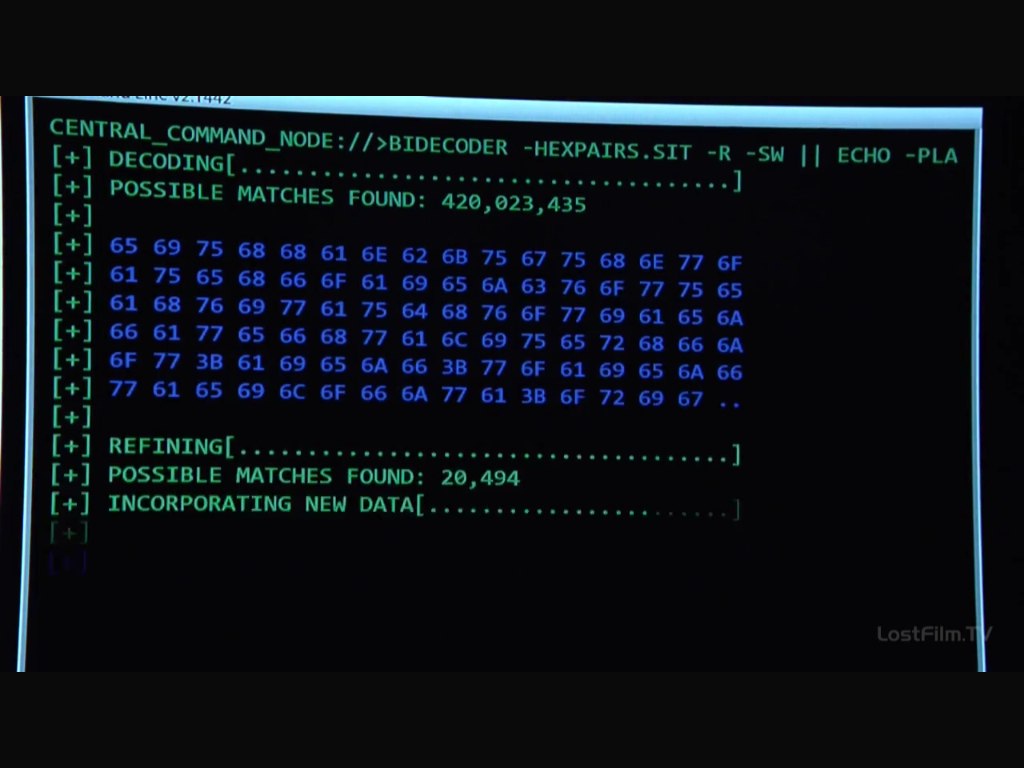 v2.1442
CENTRAL_COMMAND_NODE://>BIDECODER -HEXPAIRS.SIT -R -SW || ECHO -PLA
[+] DECODING[....................................]
[+] POSSIBLE MATCHES FOUND: 420,023,435
[+]
[+] 65 69 75 68 68 61 6E 62 6B 75 67 75 68 6E 77 6F
[+] 61 75 65 68 66 6F 61 69 65 6A 63 76 6F 77 75 65
[+] 61 68 76 69 77 61 75 64 68 76 6F 77 69 61 65 6A
[+] 66 61 77 65 66 68 77 61 6C 69 75 65 72 68 66 6A
[+] 6F 77 3B 61 69 65 6A 66 3B 77 6F 61 69 65 6A 66
[+] 77 61 65 69 6C 6F 66 6A 77 61 3B 6F 72 69 67 ..
[+]
[+] REFINING[....................................]
[+] POSSIBLE MATCHES FOUND: 20,494
[+] INCORPORATING NEW DATA[.......................]
[+]
[+]
LostFilm.TV